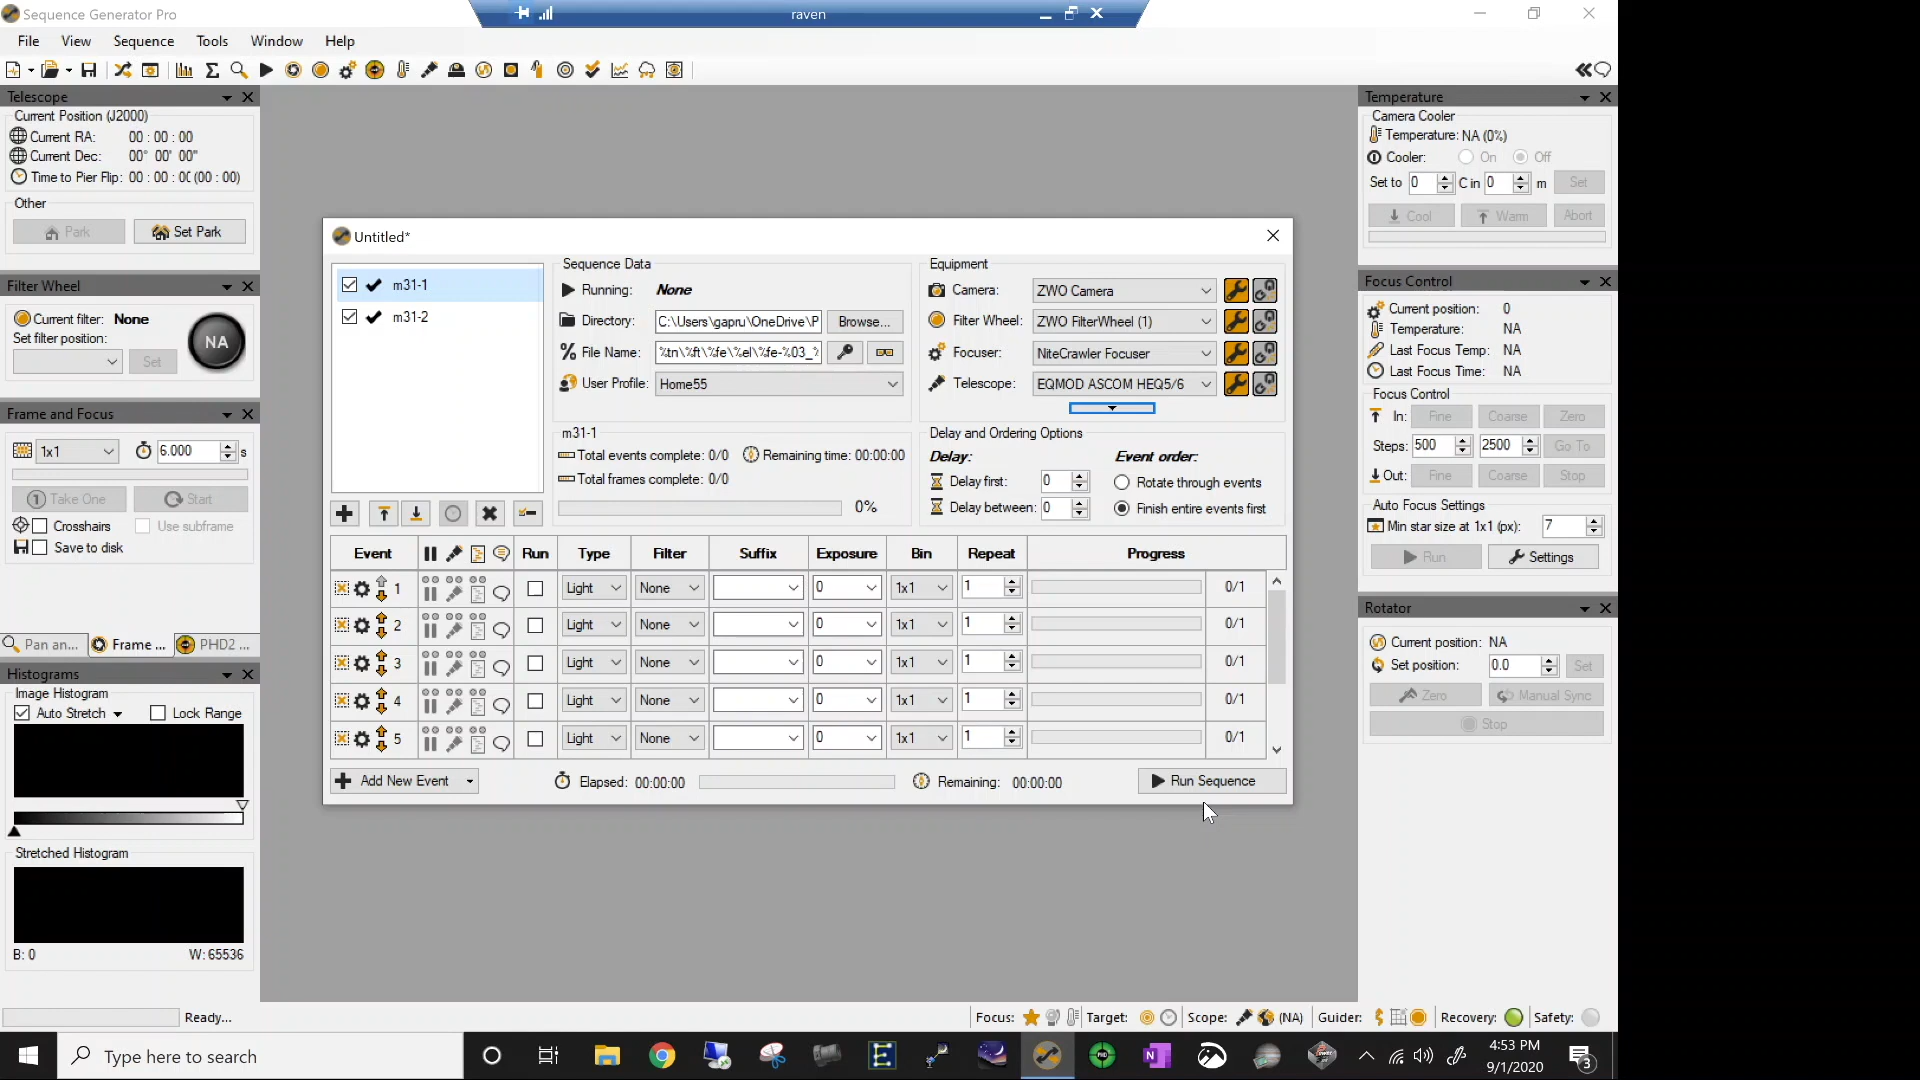 Sequence Generator Pro
raven
File View Sequence Tools Window Help
Telescope
Current Position (J2000)
Current RA: 00 : 00 : 00
Current Dec: 00° 00' 00"
Time to Pier Flip: 00 : 00 : 0( (00 : 00)
Other
Park Set Park
Filter Wheel
Current filter: None
Set filter position:
Set
NA
Frame and Focus
1x1 6.000 s
Take One Start
Crosshairs Use subframe
Save to disk
Pan an... Frame ... PHD2 ...
Histograms
Image Histogram
Auto Stretch Lock Range
Stretched Histogram
B: 0 W: 65536
Ready...
Untitled*
m31-1
m31-2
Sequence Data
Running: None
Directory: C:\Users\gapru\OneDrive\P Browse...
File Name: %tn\%ft\%fe\%el\%fe-%03_%
User Profile: Home55
Equipment
Camera: ZWO Camera
Filter Wheel: ZWO FilterWheel (1)
Focuser: NiteCrawler Focuser
Telescope: EQMOD ASCOM HEQ5/6
m31-1
Total events complete: 0/0 Remaining time: 00:00:00
Total frames complete: 0/0
0%
Delay and Ordering Options
Delay: Event order:
Delay first: 0 Rotate through events
Delay between: 0 Finish entire events first
Event Run Type Filter Suffix Exposure Bin Repeat Progress
1 Light None 0 1x1 1 0/1
2 Light None 0 1x1 1 0/1
3 Light None 0 1x1 1 0/1
4 Light None 0 1x1 1 0/1
5 Light None 0 1x1 1 0/1
Add New Event Elapsed: 00:00:00 Remaining: 00:00:00 Run Sequence
Temperature
Camera Cooler
Temperature: NA (0%)
Cooler: On Off
Set to 0 C in 0 m Set
Cool Warm Abort
Focus Control
Current position: 0
Temperature: NA
Last Focus Temp: NA
Last Focus Time: NA
Focus Control
In: Fine Coarse Zero
Steps: 500 2500 Go To
Out: Fine Coarse Stop
Auto Focus Settings
Min star size at 1x1 (px): 7
Run Settings
Rotator
Current position: NA
Set position: 0.0 Set
Zero Manual Sync
Stop
Focus: Target: Scope: (NA) Guider: Recovery: Safety:
Type here to search
4:53 PM
9/1/2020
3